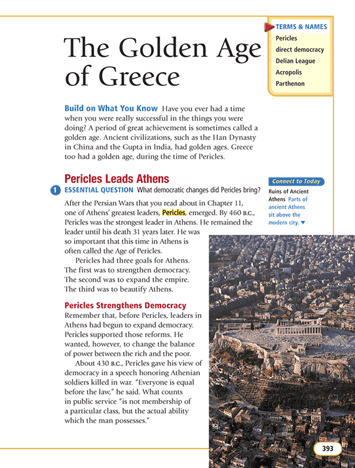 The Golden Age
of Greece
TERMS & NAMES
Pericles
direct democracy
Delian League
Acropolis
Parthenon
Build on What You Know Have you ever had a time
when you were really successful in the things you were
doing? A period of great achievement is sometimes called a
golden age. Ancient civilizations, such as the Han Dynasty
in China and the Gupta in India, had golden ages. Greece
too had a golden age, during the time of Pericles.
Pericles Leads Athens
1 ESSENTIAL QUESTION What democratic changes did Pericles bring?
After the Persian Wars that you read about in Chapter 11,
one of Athens' greatest leaders, Pericles, emerged. By 460 B.C.,
Pericles was the strongest leader in Athens. He remained the
leader until his death 31 years later. He was
so important that this time in Athens is
often called the Age of Pericles.
Pericles had three goals for Athens.
The first was to strengthen democracy.
The second was to expand the empire.
The third was to beautify Athens.
Pericles Strengthens Democracy
Remember that, before Pericles, leaders in
Athens had begun to expand democracy.
Pericles supported those reforms. He
wanted, however, to change the balance
of power between the rich and the poor.
About 430 B.C., Pericles gave his view of
democracy in a speech honoring Athenian
soldiers killed in war. "Everyone is equal
before the law," he said. What counts
in public service "is not membership of
a particular class, but the actual ability
which the man possesses."
Connect to Today
Ruins of Ancient
Athens Parts of
ancient Athens
sit above the
modern city. ▼
393